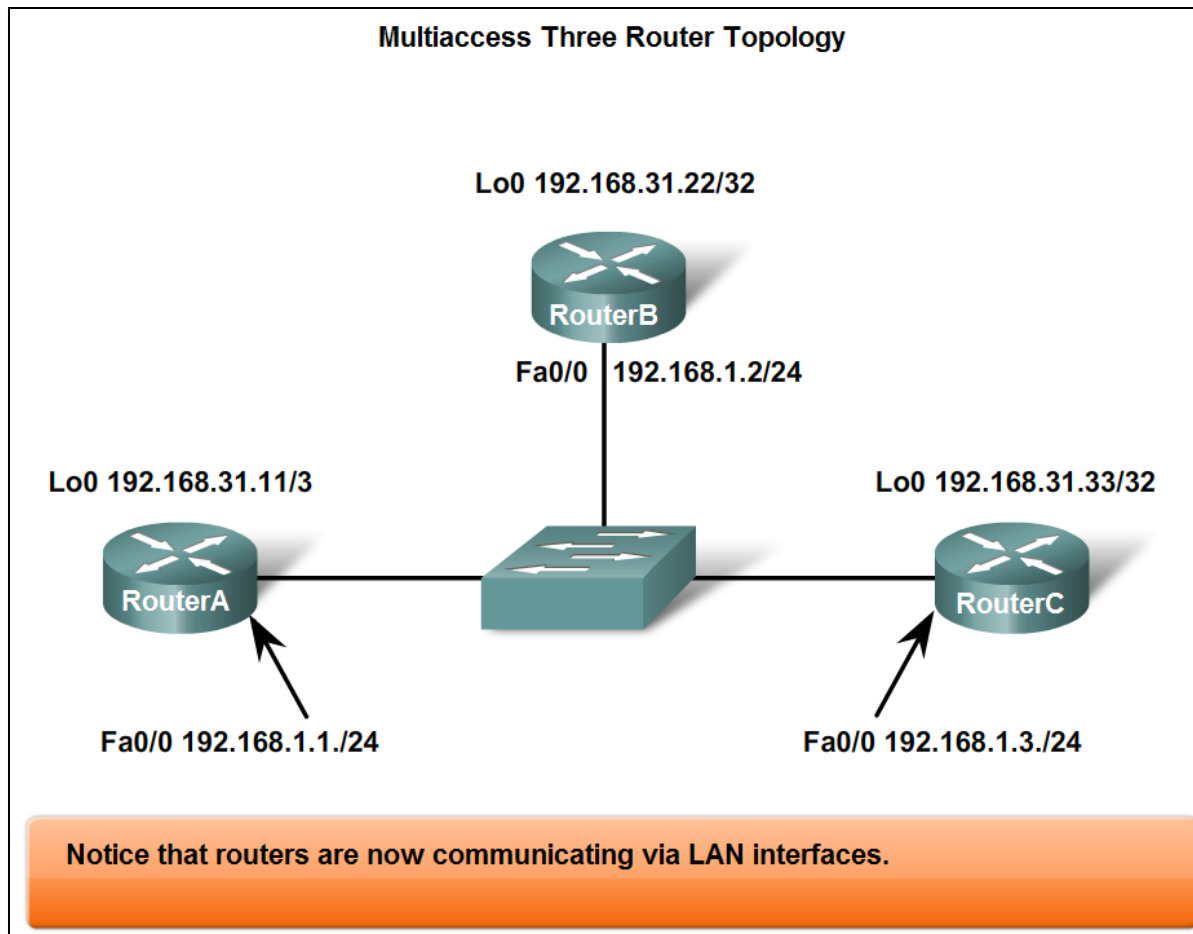 Multiaccess Three Router Topology
Lo0 192.168.31.22/32
RouterB
Fa0/0 192.168.1.2/24
Lo0 192.168.31.11/3
Lo0 192.168.31.33/32
RouterA
RouterC
Fa0/0 192.168.1.1./24
Fa0/0 192.168.1.3./24
Notice that routers are now communicating via LAN interfaces.